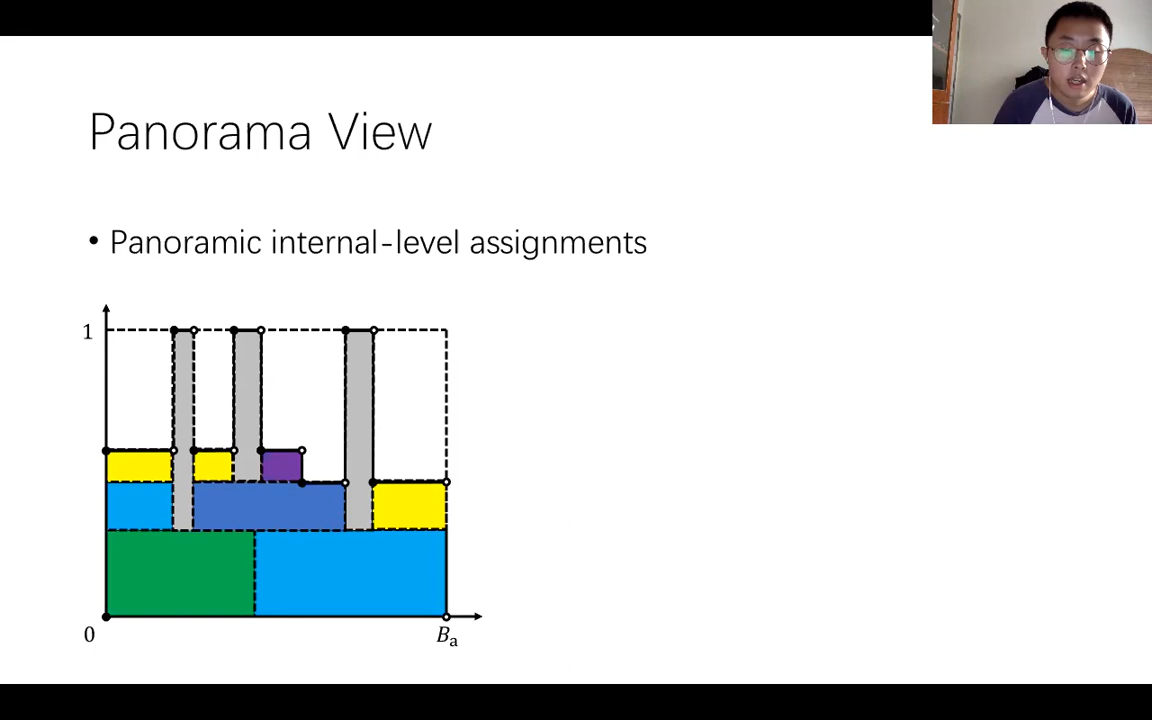 Panorama View
• Panoramic internal-level assignments
1
0
Bₐ